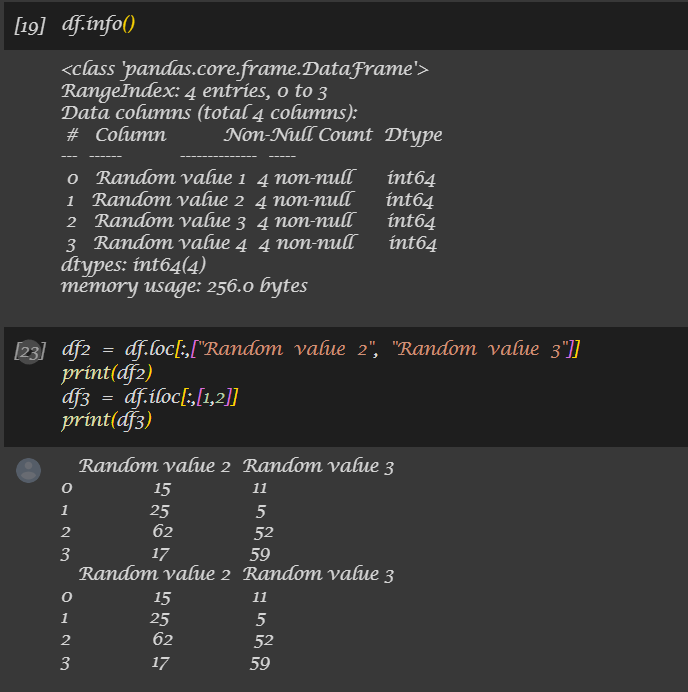 [19] df.info()
<class 'pandas.core.frame.DataFrame'>
RangeIndex: 4 entries, 0 to 3
Data columns (total 4 columns):
# Column Non-Null Count Dtype
--- ------ -------------- -----
0 Random value 1 4 non-null int64
1 Random value 2 4 non-null int64
2 Random value 3 4 non-null int64
3 Random value 4 4 non-null int64
dtypes: int64(4)
memory usage: 256.0 bytes
[23] df2 = df.loc[:,["Random value 2", "Random value 3"]]
print(df2)
df3 = df.iloc[:,[1,2]]
print(df3)
Random value 2 Random value 3
0 15 11
1 25 5
2 62 52
3 17 59
Random value 2 Random value 3
0 15 11
1 25 5
2 62 52
3 17 59